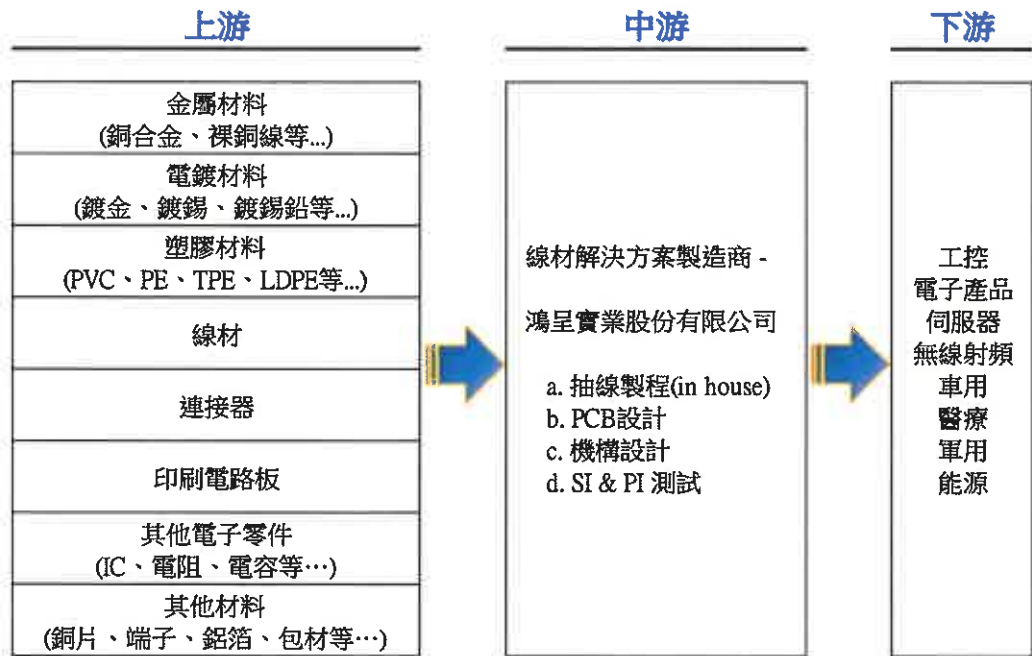 上游
金屬材料
(銅合金、裸銅線等...)
電鍍材料
(鍍金、鍍錫、鍍錫鉛等...)
塑膠材料
(PVC、PE、TPE、LDPE等...)
線材
連接器
印刷電路板
其他電子零件
(IC、電阻、電容等…)
其他材料
(銅片、端子、鋁箔、包材等…)
中游
線材解決方案製造商 -
鴻呈實業股份有限公司
a. 抽線製程(in house)
b. PCB設計
c. 機構設計
d. SI & PI 測試
下游
工控
電子產品
伺服器
無線射頻
車用
醫療
軍用
能源